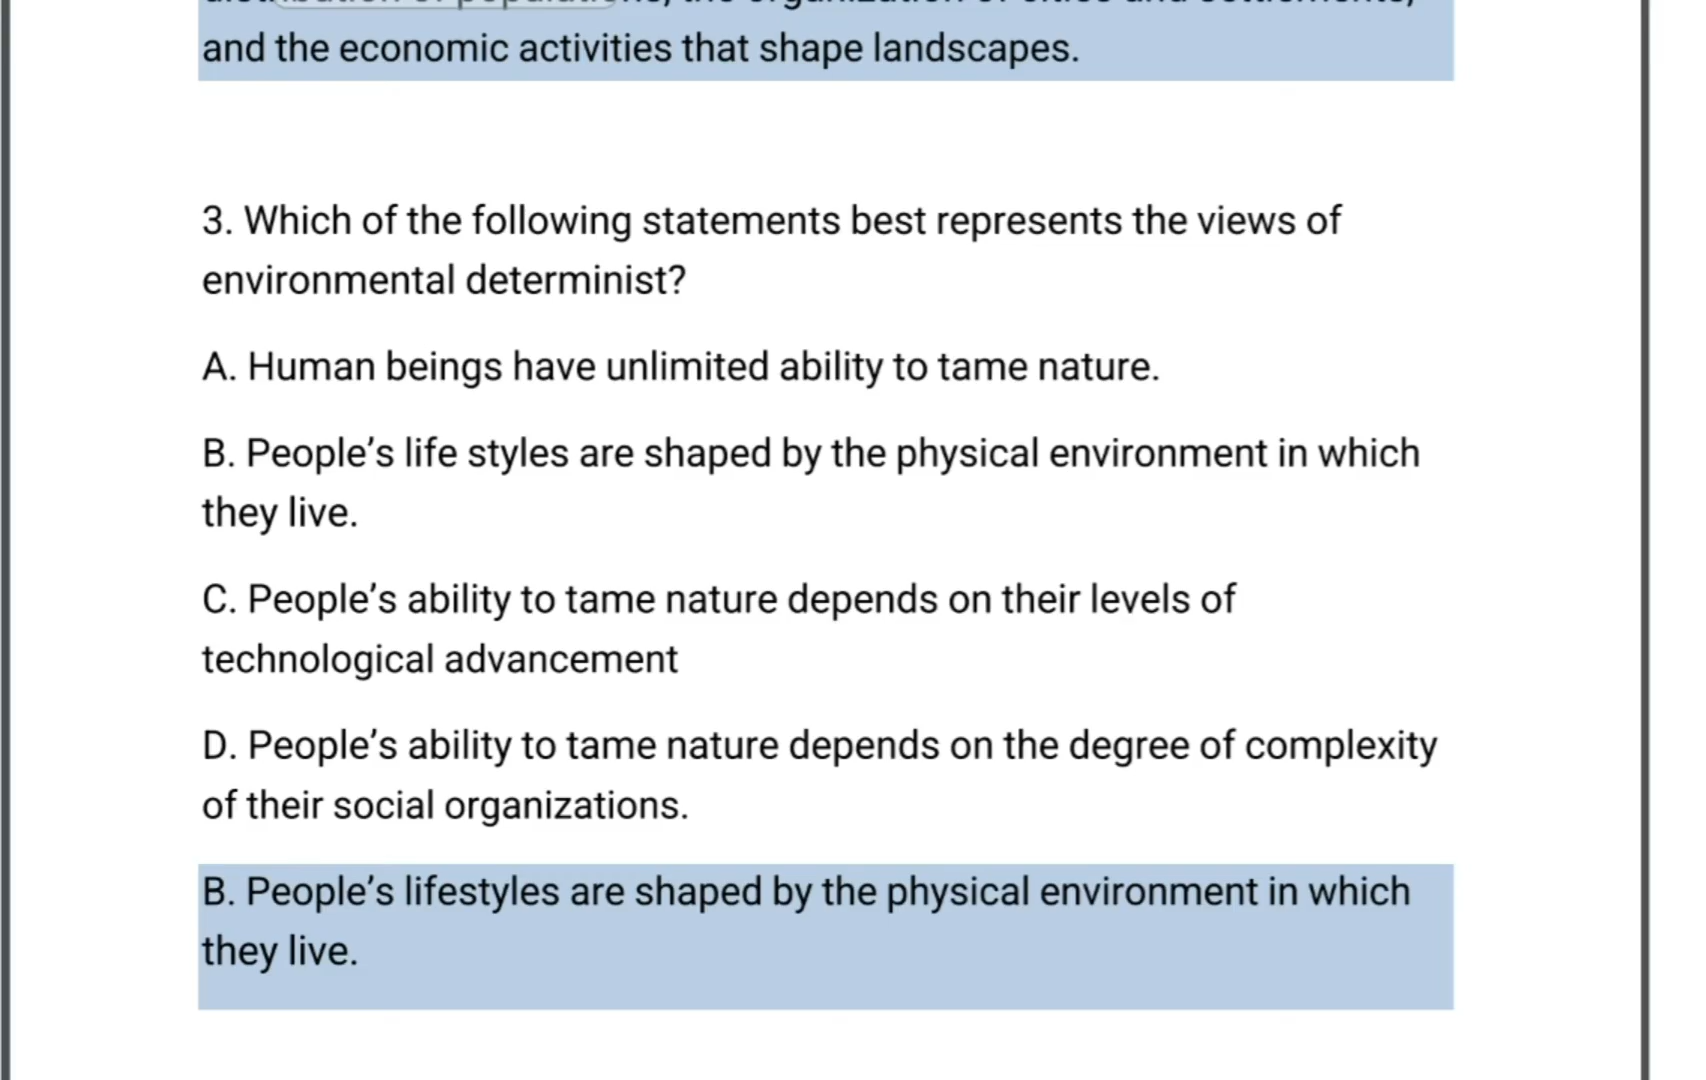 and the economic activities that shape landscapes.
3. Which of the following statements best represents the views of
environmental determinist?
A. Human beings have unlimited ability to tame nature.
B. People’s life styles are shaped by the physical environment in which
they live.
C. People’s ability to tame nature depends on their levels of
technological advancement
D. People’s ability to tame nature depends on the degree of complexity
of their social organizations.
B. People’s lifestyles are shaped by the physical environment in which
they live.